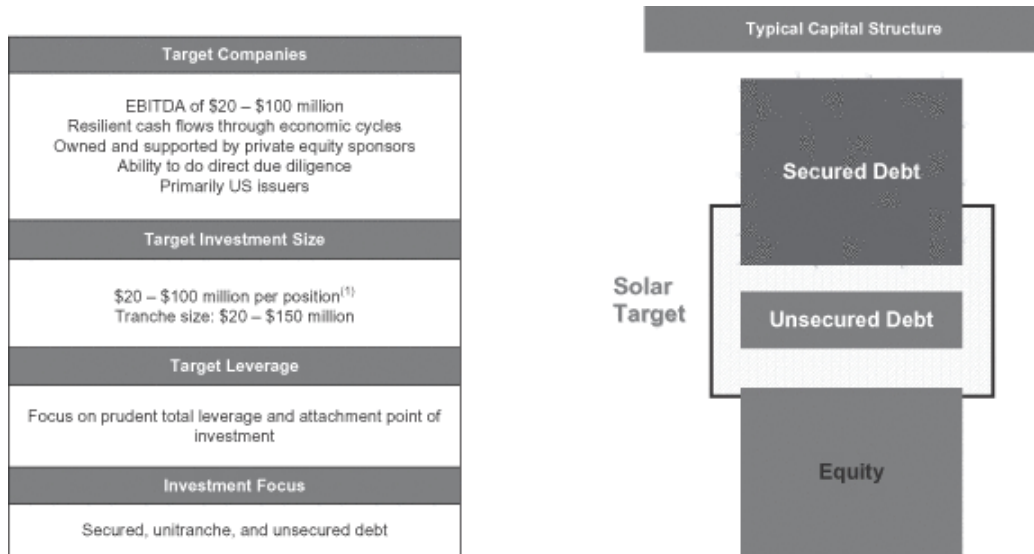 Target Companies
EBITDA of $20 – $100 million
Resilient cash flows through economic cycles
Owned and supported by private equity sponsors
Ability to do direct due diligence
Primarily US issuers
Target Investment Size
$20 – $100 million per position(1)
Tranche size: $20 – $150 million
Target Leverage
Focus on prudent total leverage and attachment point of
investment
Investment Focus
Secured, unitranche, and unsecured debt
Typical Capital Structure
Secured Debt
Solar
Target
Unsecured Debt
Equity